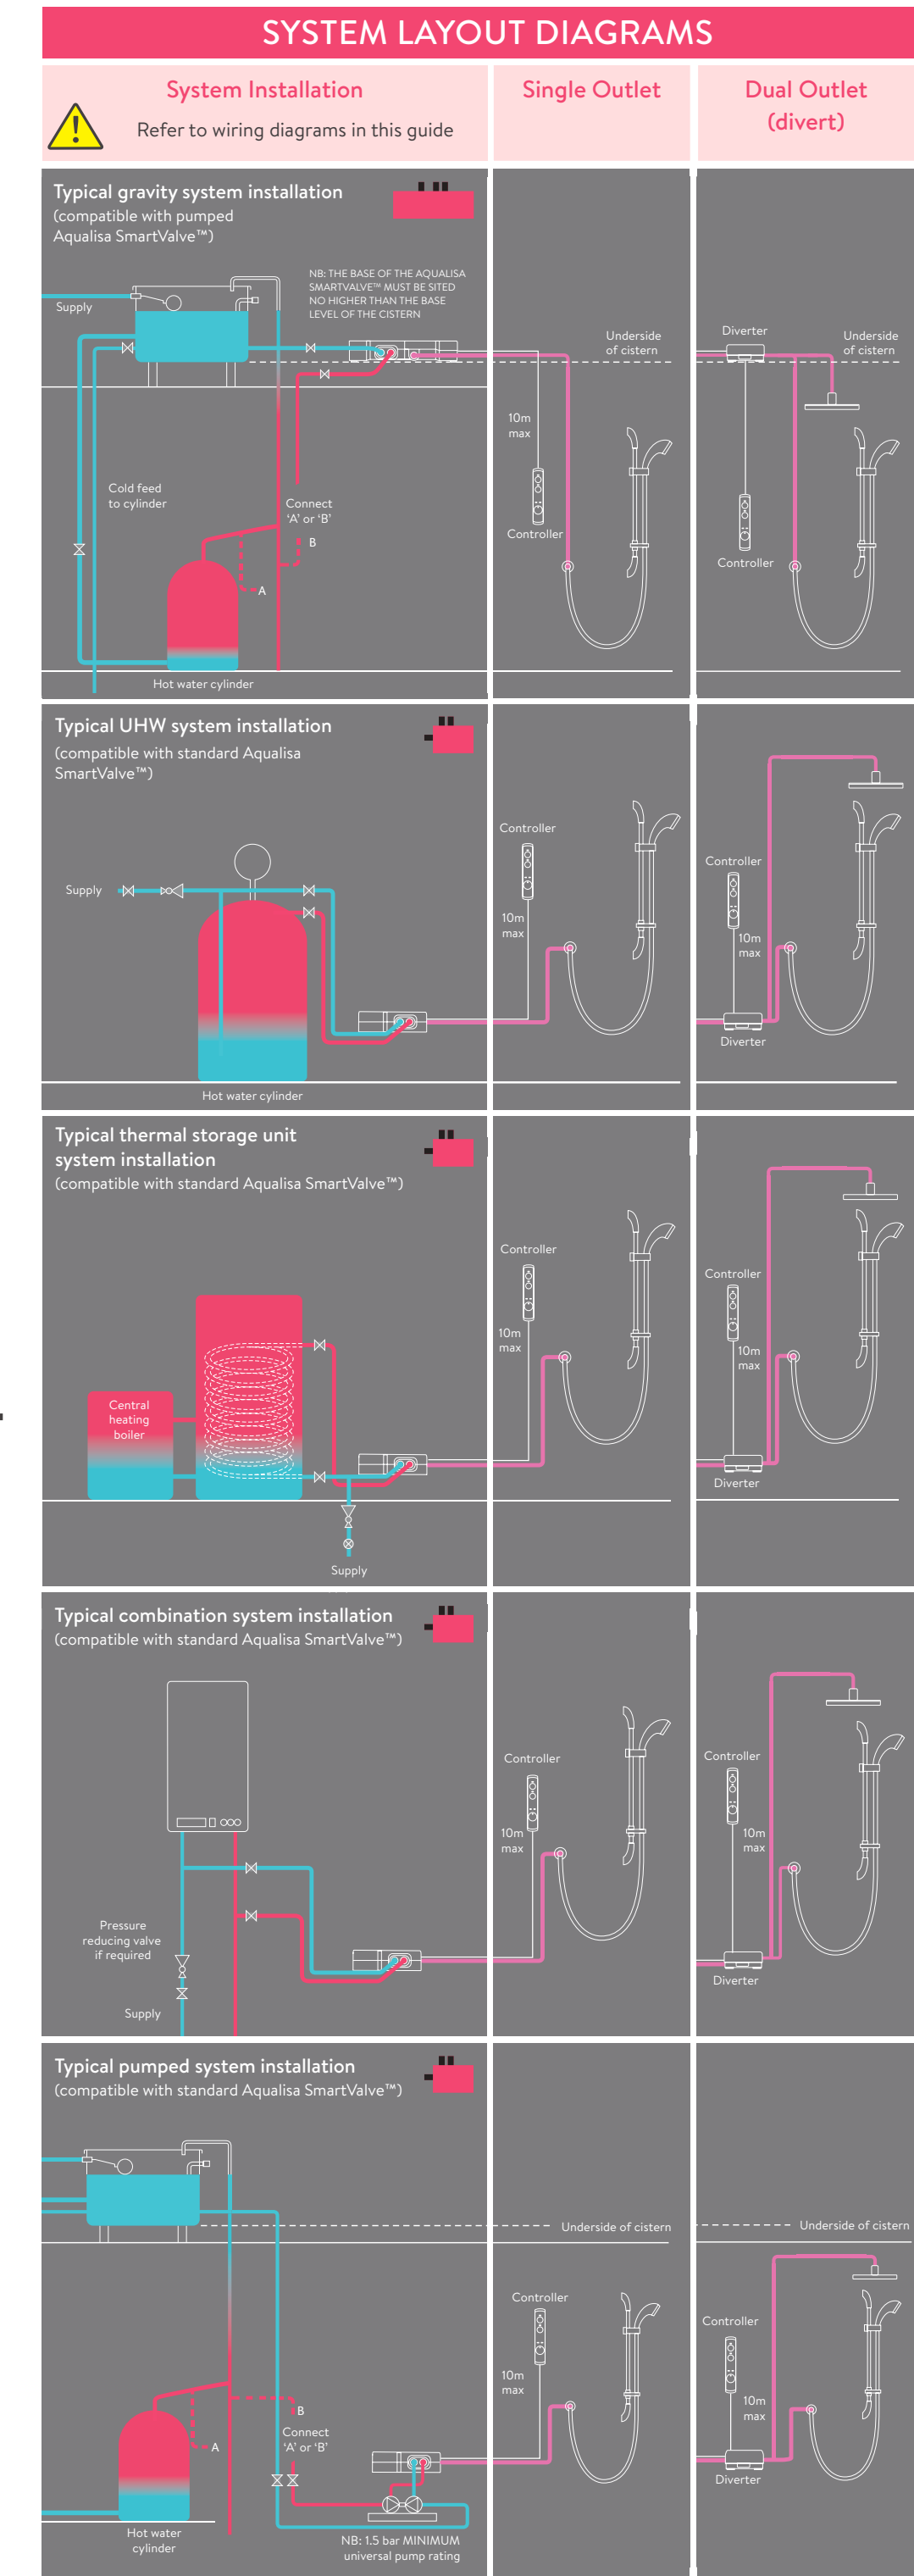 SYSTEM LAYOUT DIAGRAMS
System Installation
Refer to wiring diagrams in this guide
Single Outlet
Dual Outlet
(divert)
Typical gravity system installation
(compatible with pumped
Aqualisa SmartValve™)
NB: THE BASE OF THE AQUALISA
SMARTVALVE™ MUST BE SITED
NO HIGHER THAN THE BASE
LEVEL OF THE CISTERN
Supply
Cold feed
to cylinder
Connect
‘A’ or ‘B’
B
A
Hot water cylinder
Underside
of cistern
10m
max
Controller
Diverter
Underside
of cistern
Controller
Typical UHW system installation
(compatible with standard Aqualisa
SmartValve™)
Supply
Hot water cylinder
Controller
10m
max
Controller
10m
max
Diverter
Typical thermal storage unit
system installation
(compatible with standard Aqualisa SmartValve™)
Central
heating
boiler
Supply
Controller
10m
max
Controller
10m
max
Diverter
Typical combination system installation
(compatible with standard Aqualisa SmartValve™)
Pressure
reducing valve
if required
Supply
Controller
10m
max
Controller
10m
max
Diverter
Typical pumped system installation
(compatible with standard Aqualisa SmartValve™)
B
Connect
‘A’ or ‘B’
A
Hot water
cylinder
NB: 1.5 bar MINIMUM
universal pump rating
Underside of cistern
Controller
10m
max
Underside of cistern
Controller
10m
max
Diverter